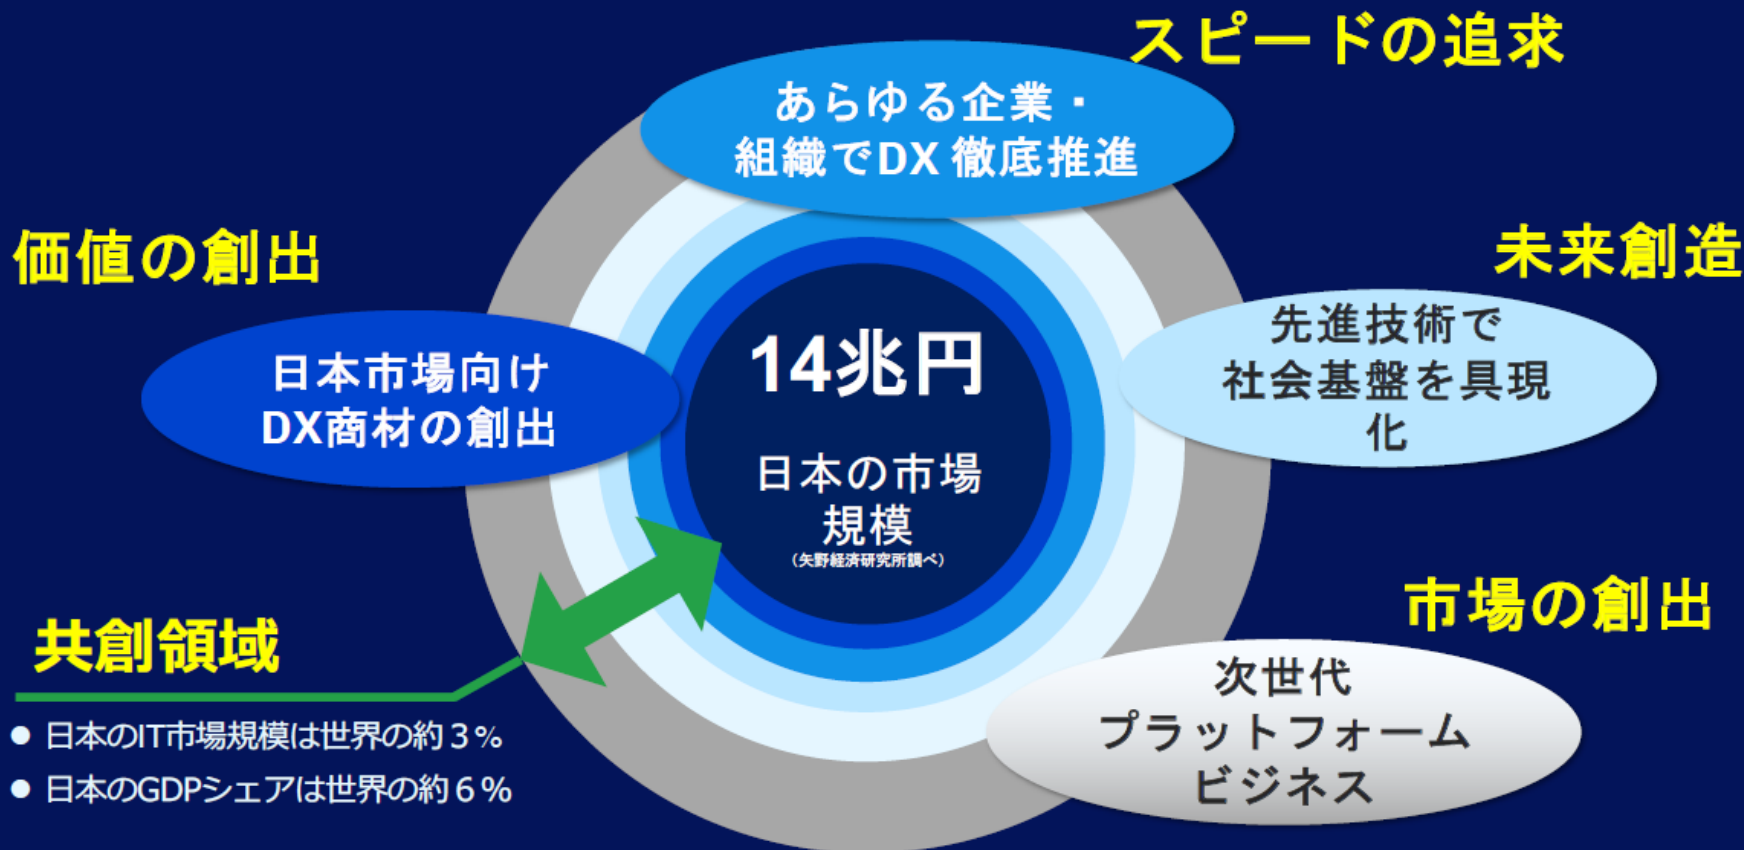 スピードの追求
あらゆる企業・
組織でDX 徹底推進
価値の創出
日本市場向け
DX商材の創出
未来創造
先進技術で
社会基盤を具現
化
14兆円
日本の市場
規模
（矢野経済研究所調べ）
市場の創出
次世代
プラットフォーム
ビジネス
共創領域
● 日本のIT市場規模は世界の約３%
● 日本のGDPシェアは世界の約６%